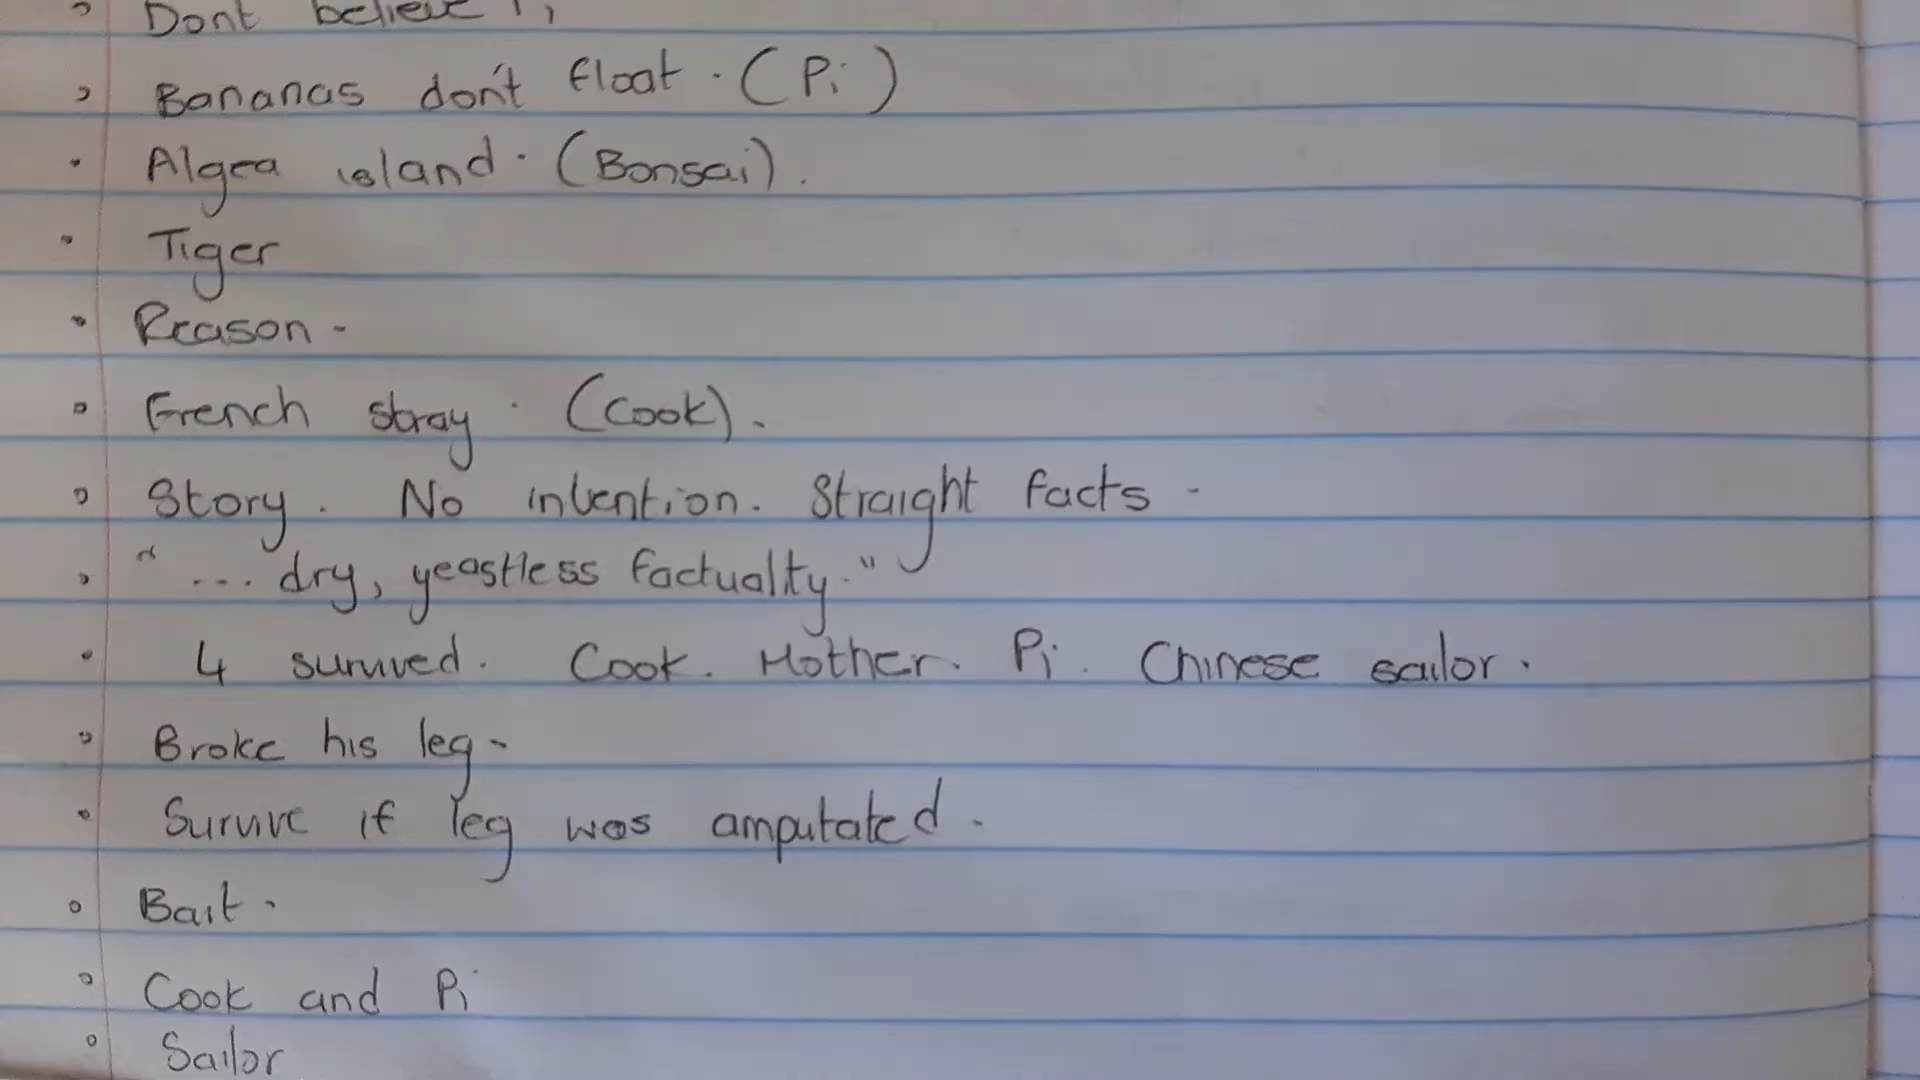 Dont believe Pi
Bananas don't float. (Pi)
Algea island. (Bonsai).
Tiger
Reason -
French stray. (Cook).
Story. No invention. Straight facts -
"... dry, yeastless factuality."
4 survived. Cook. Mother. Pi. Chinese sailor.
Broke his leg -
Survive if leg was amputated.
Bait.
Cook and Pi
Sailor